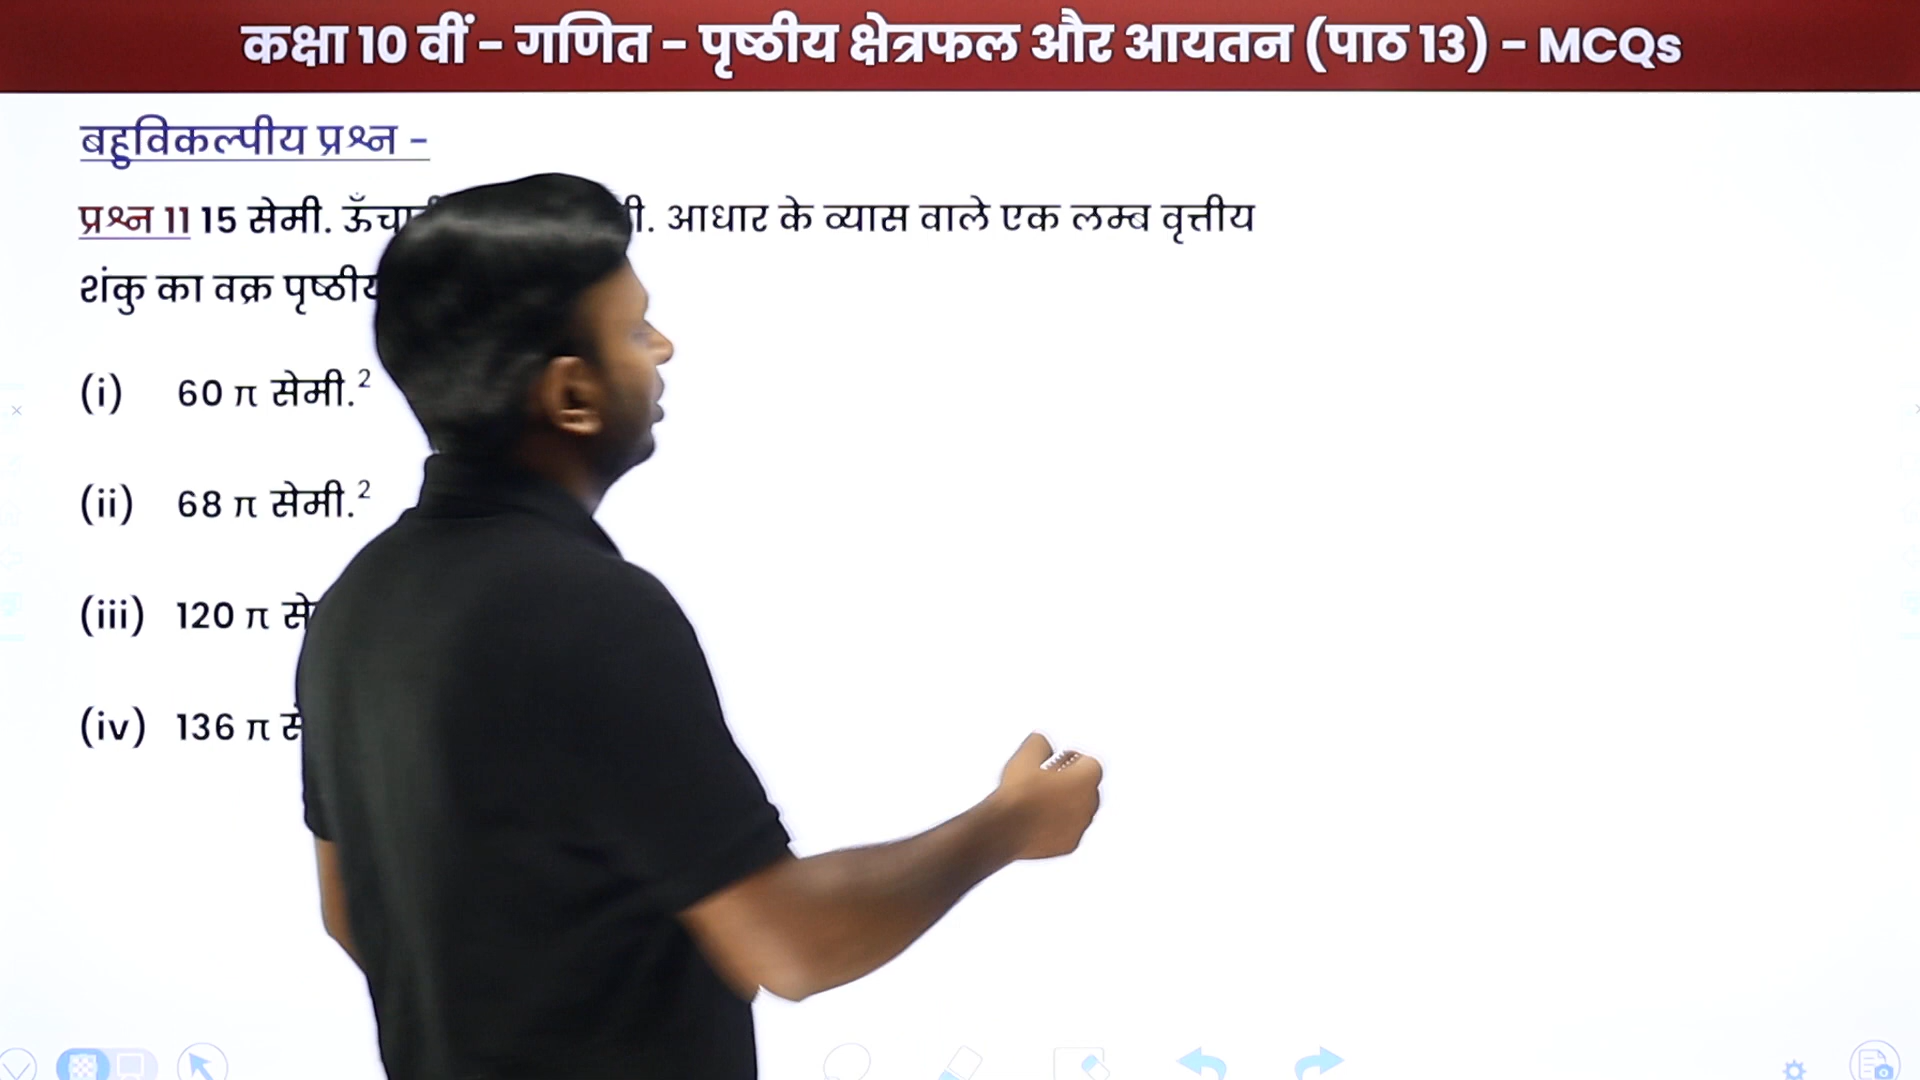 कक्षा 10 वीं - गणित - पृष्ठीय क्षेत्रफल और आयतन (पाठ 13) - MCQs
बहुविकल्पीय प्रश्न -
प्रश्न 11 15 सेमी. आधार के व्यास वाले एक लम्ब वृत्तीय
शंकु का वक्र पृष्ठीय
(i) 60 π सेमी.²
(ii) 68 π सेमी.²
(iii) 120 π
(iv) 136 π